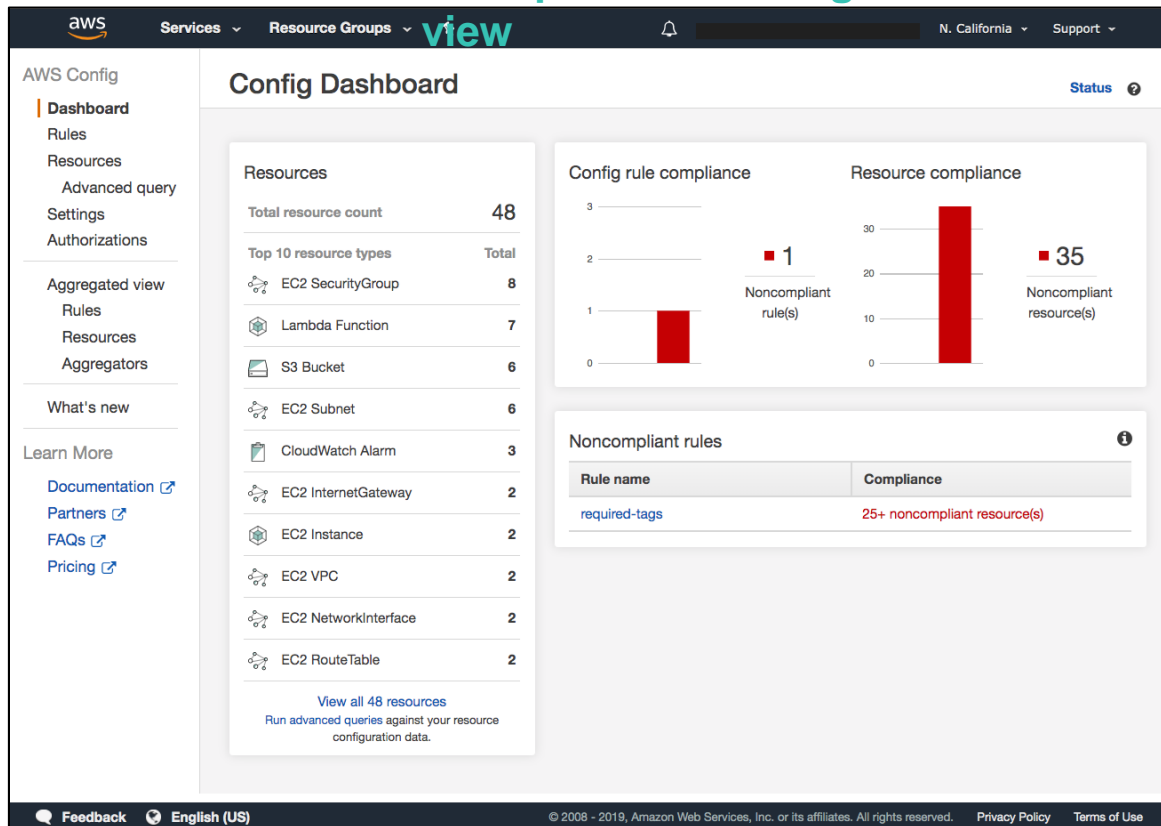 view
aws Services Resource Groups N. California Support
AWS Config
Dashboard
Rules
Resources
Advanced query
Settings
Authorizations
Aggregated view
Rules
Resources
Aggregators
What's new
Learn More
Documentation
Partners
FAQs
Pricing
Config Dashboard
Status
Resources
Total resource count 48
Top 10 resource types Total
EC2 SecurityGroup 8
Lambda Function 7
S3 Bucket 6
EC2 Subnet 6
CloudWatch Alarm 3
EC2 InternetGateway 2
EC2 Instance 2
EC2 VPC 2
EC2 NetworkInterface 2
EC2 RouteTable 2
View all 48 resources
Run advanced queries against your resource
configuration data.
Config rule compliance
3
2
1
0
1
Noncompliant
rule(s)
Resource compliance
30
20
10
0
35
Noncompliant
resource(s)
Noncompliant rules
Rule name Compliance
required-tags 25+ noncompliant resource(s)
Feedback English (US) © 2008 - 2019, Amazon Web Services, Inc. or its affiliates. All rights reserved. Privacy Policy Terms of Use